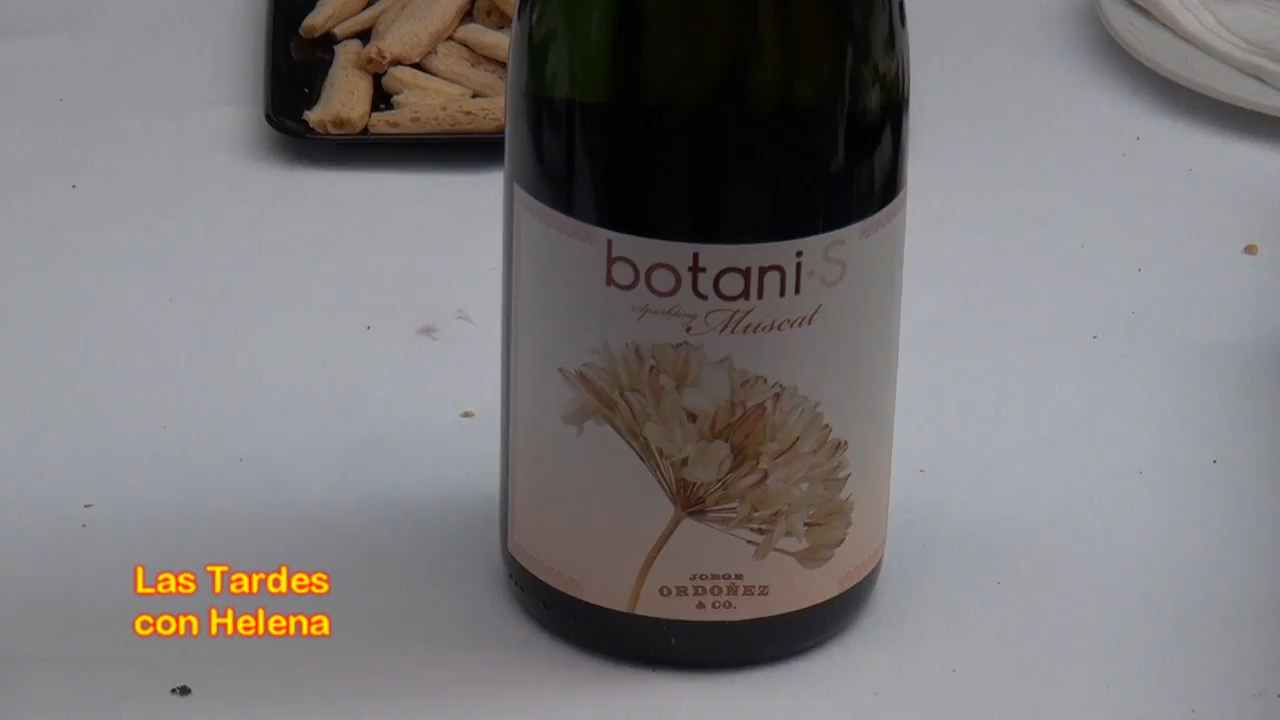 botani·S
Sparkling Muscat
JORGE
ORDOÑEZ
& CO.
Las Tardes
con Helena